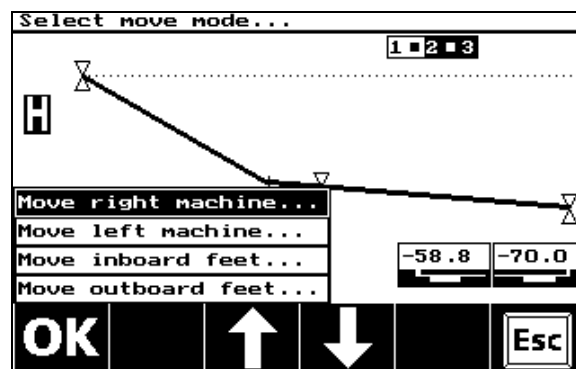 Select move mode...
1 ■ 2 ■ 3
H
Move right machine...
Move left machine...
Move inboard feet...
Move outboard feet...
-58.8 -70.0
OK Esc